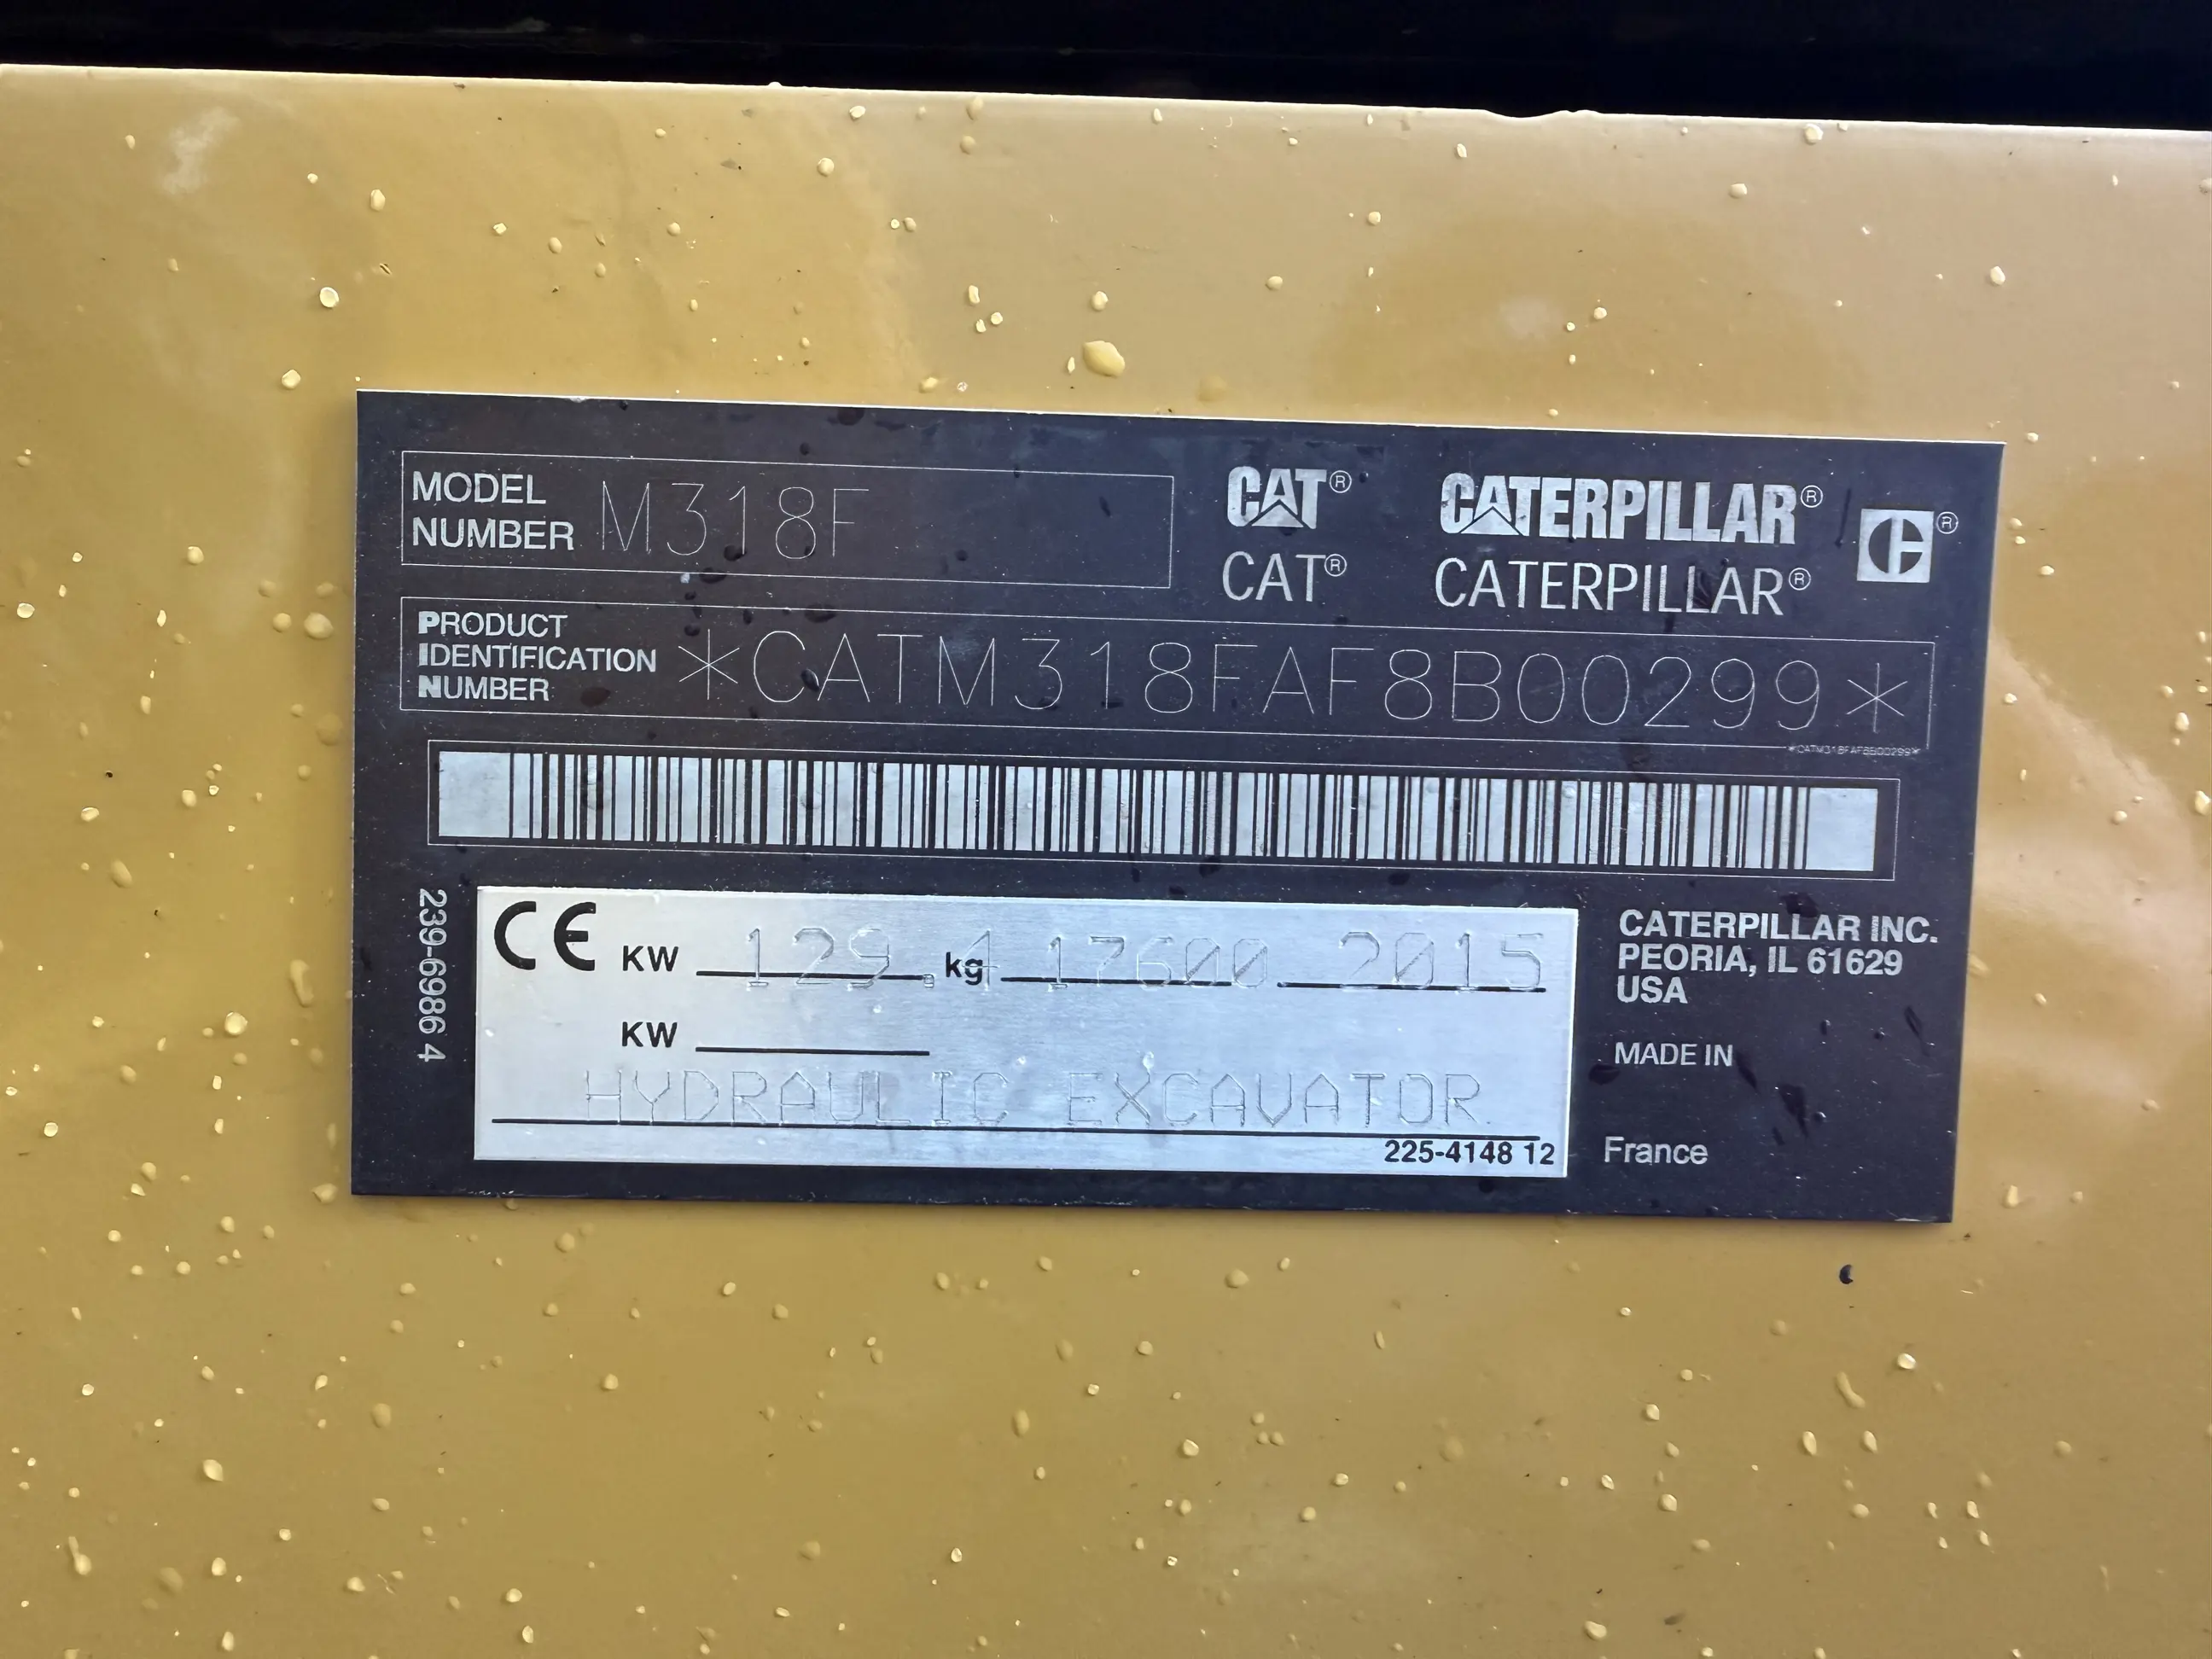 MODEL
NUMBER M318F
CAT® CATERPILLAR® ®
CAT® CATERPILLAR®
PRODUCT
IDENTIFICATION
NUMBER
*CATM318FAF8B00299*
*CATM318FAF8B00299*
239-6986 4
CE KW 129.4 kg 17600 2015
KW
HYDRAULIC EXCAVATOR
225-4148 12
CATERPILLAR INC.
PEORIA, IL 61629
USA
MADE IN
France